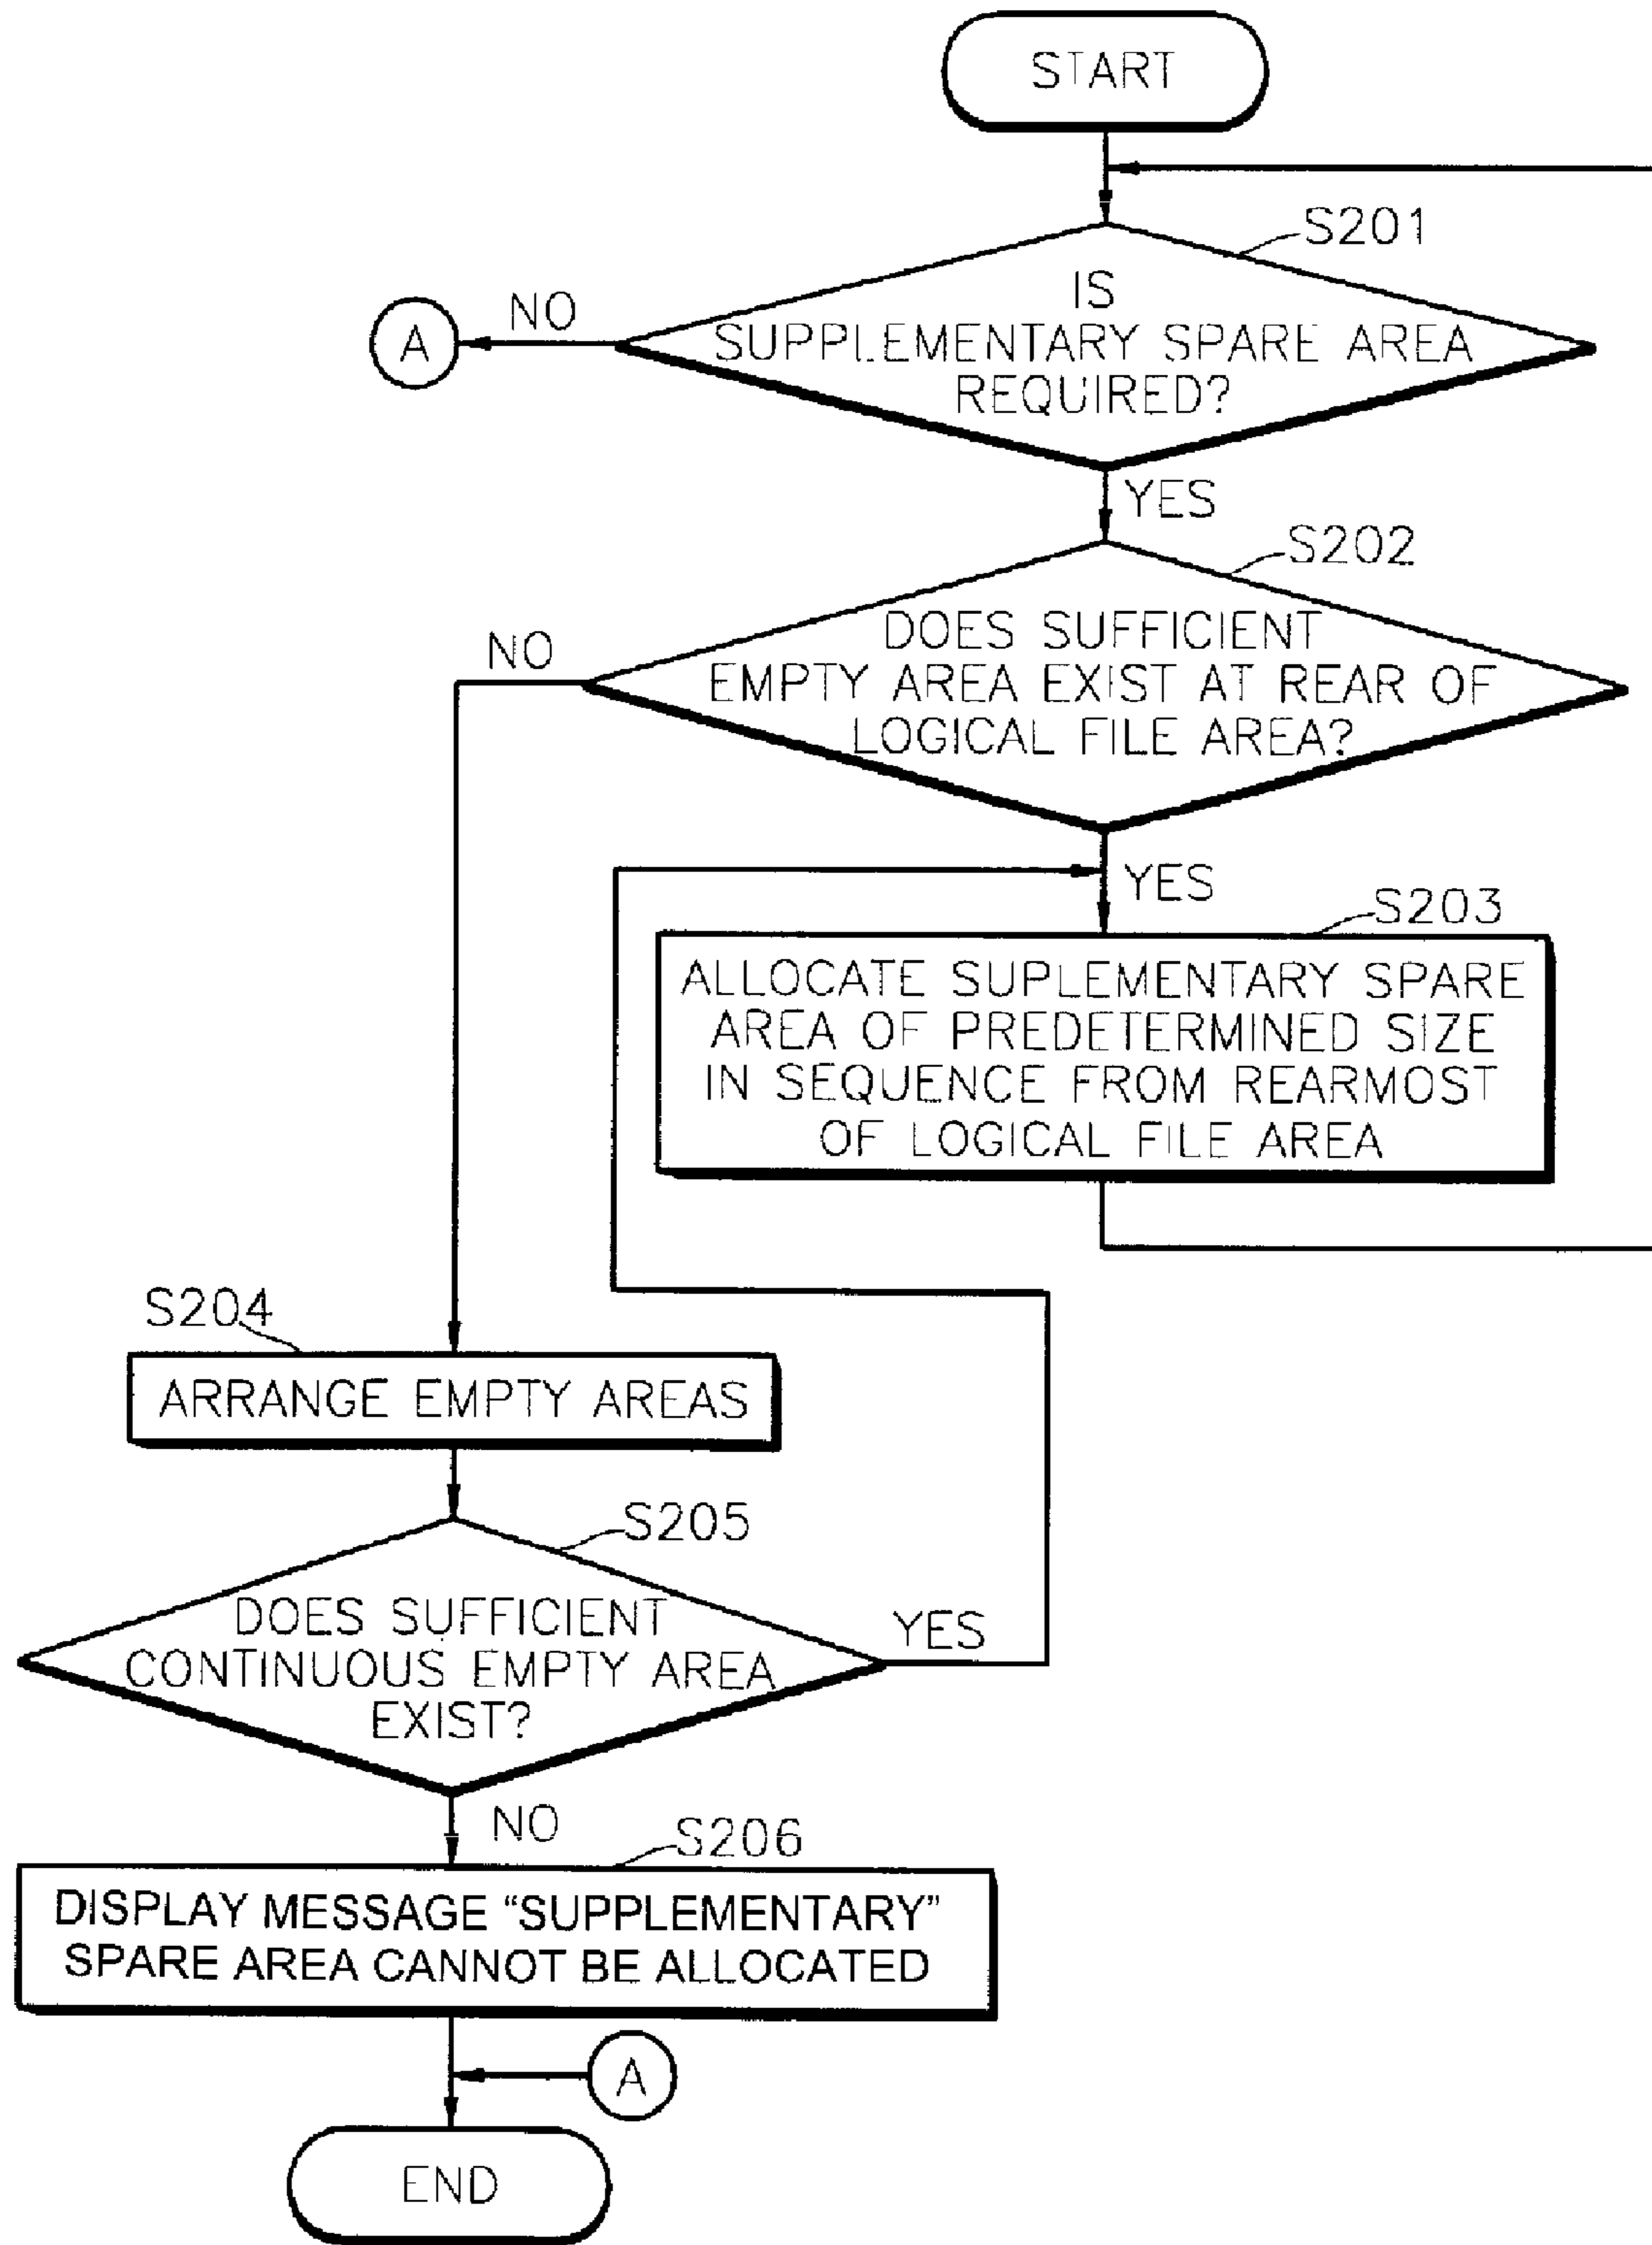 START
S201
IS
SUPPLEMENTARY SPARE AREA
REQUIRED?
NO
A
YES
S202
DOES SUFFICIENT
EMPTY AREA EXIST AT REAR OF
LOGICAL FILE AREA?
NO
YES
S203
ALLOCATE SUPLEMENTARY SPARE
AREA OF PREDETERMINED SIZE
IN SEQUENCE FROM REARMOST
OF LOGICAL FILE AREA
S204
ARRANGE EMPTY AREAS
S205
DOES SUFFICIENT
CONTINUOUS EMPTY AREA
EXIST?
YES
NO
S206
DISPLAY MESSAGE “SUPPLEMENTARY”
SPARE AREA CANNOT BE ALLOCATED
A
END